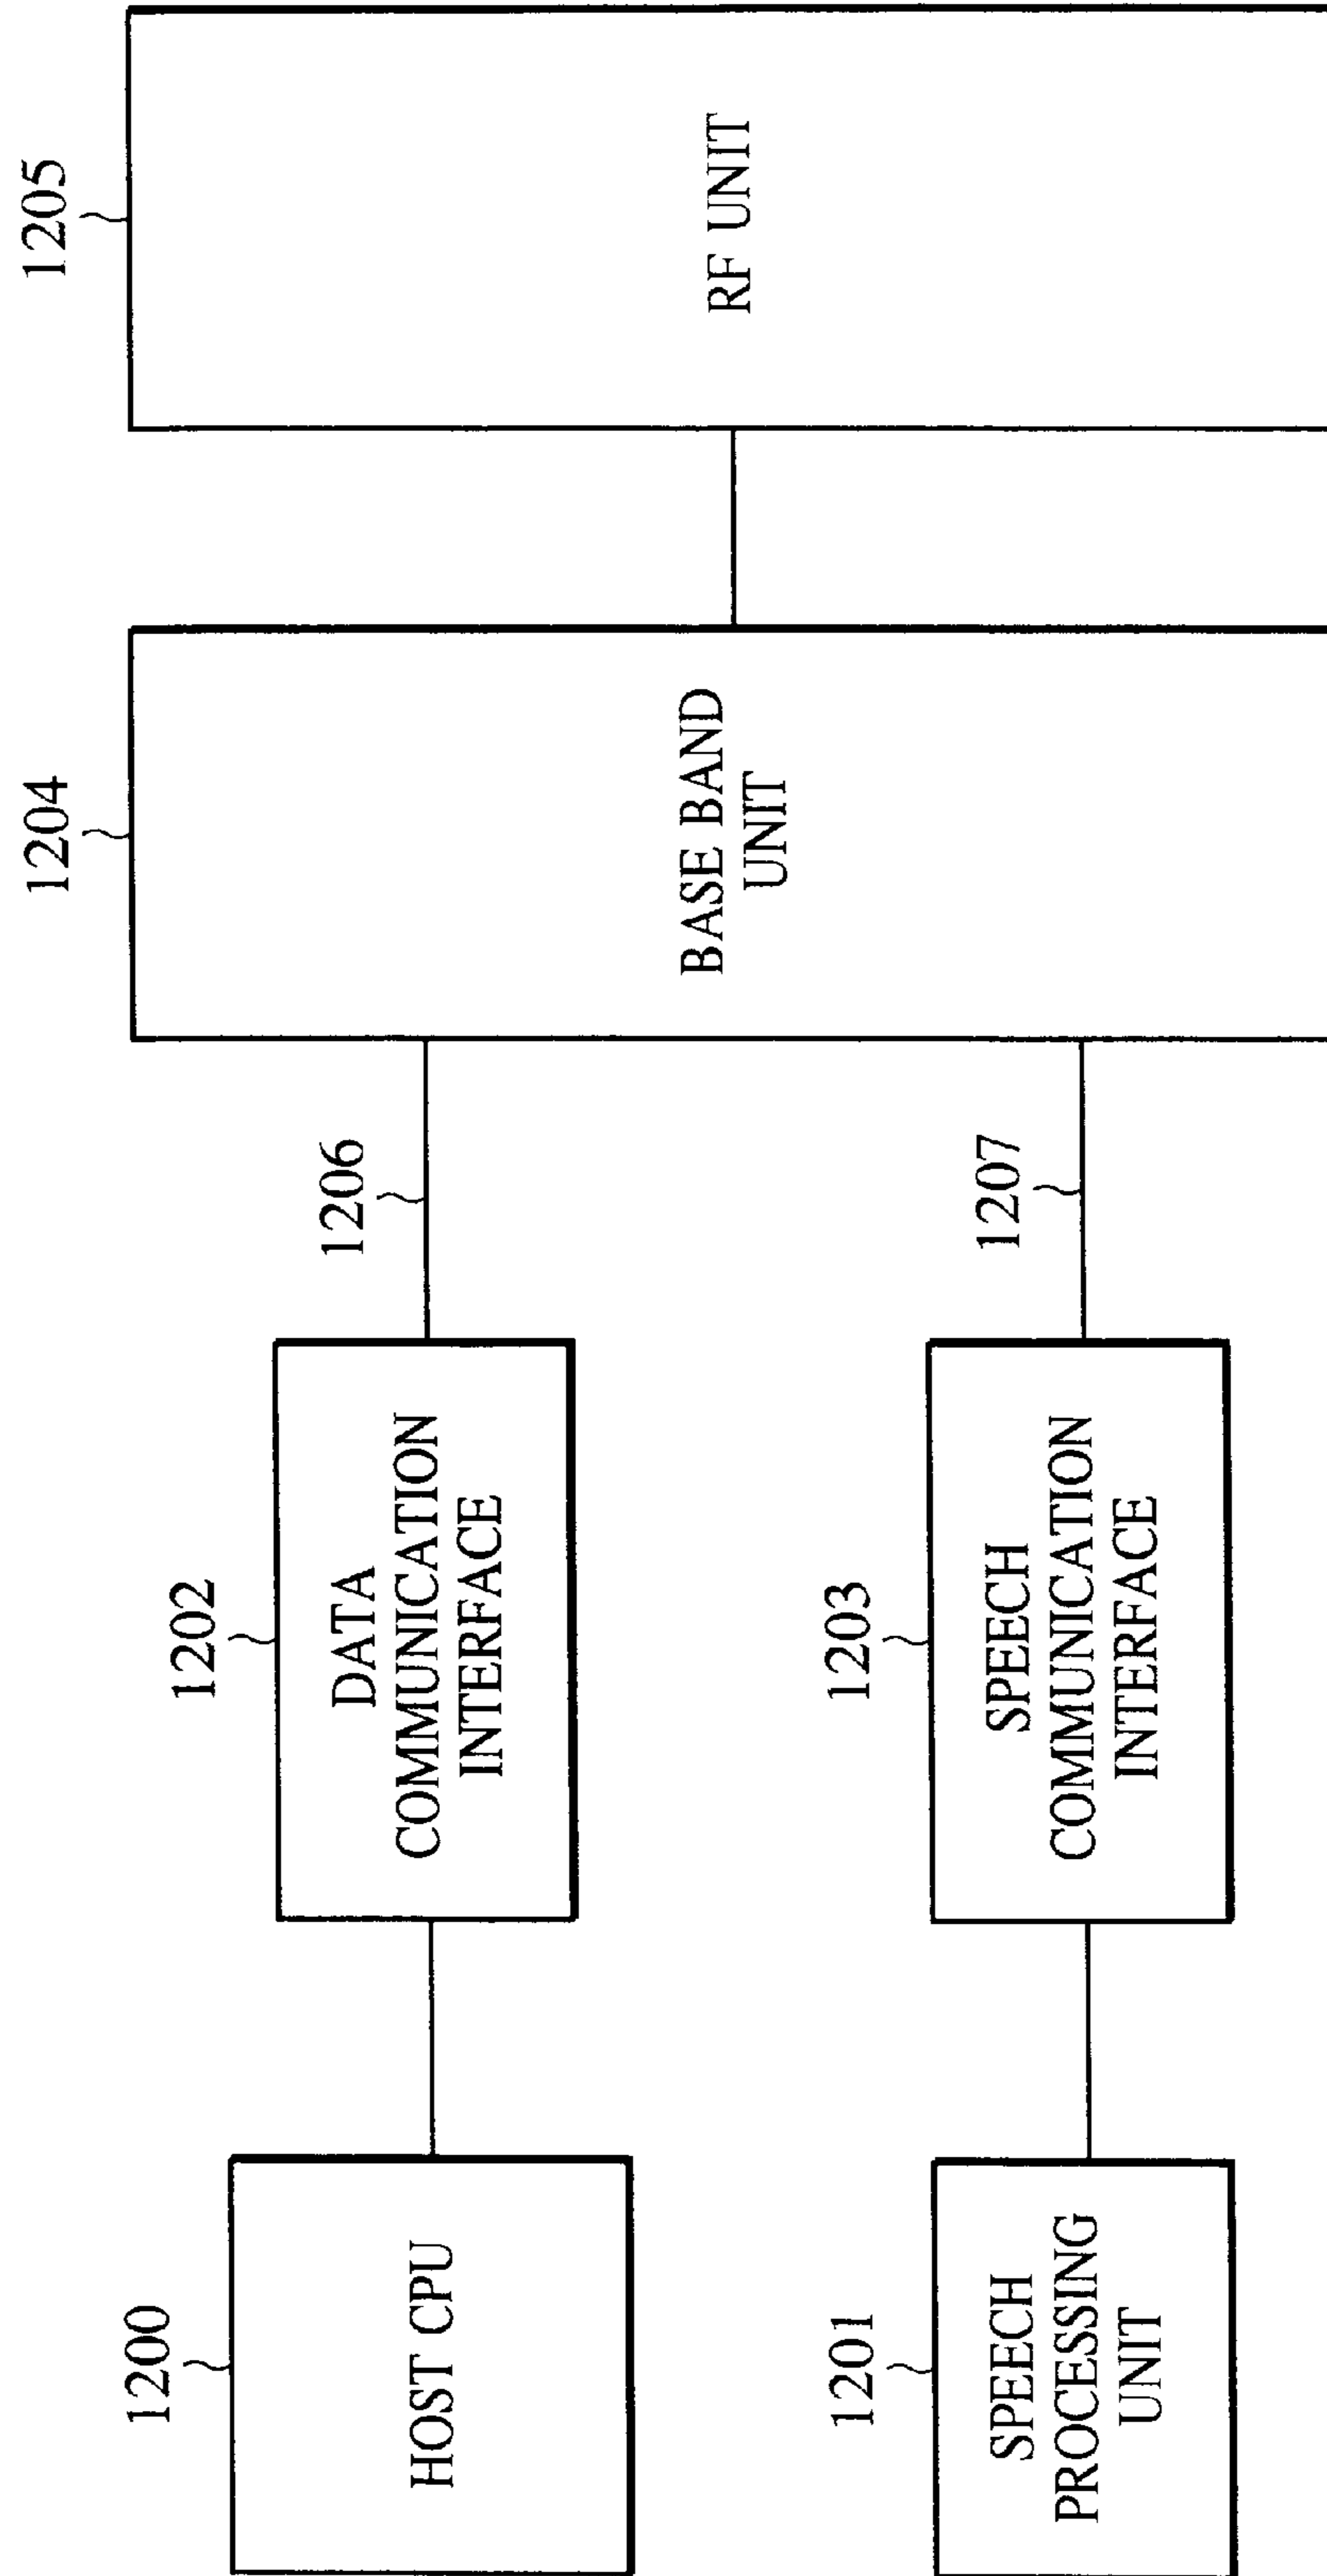 1200
HOST CPU
1202
DATA
COMMUNICATION
INTERFACE
1206
1204
BASE BAND
UNIT
1205
RF UNIT
1201
SPEECH
PROCESSING
UNIT
1203
SPEECH
COMMUNICATION
INTERFACE
1207